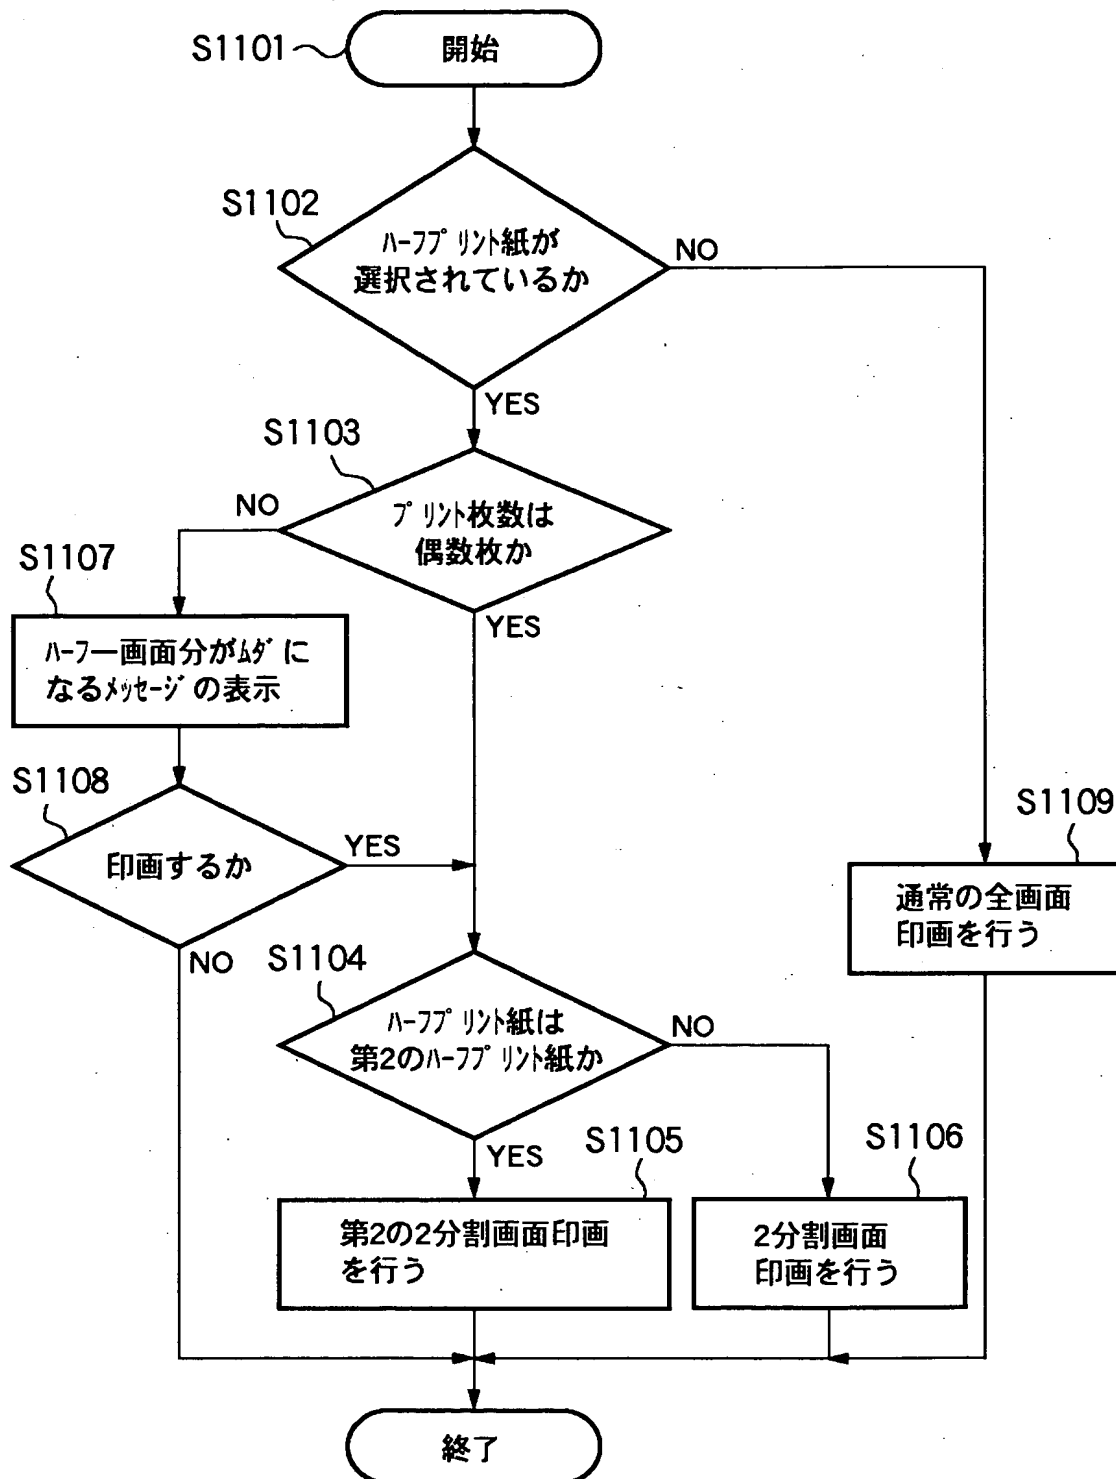 S1101
開始
S1102
ハーフプリント紙が
選択されているか
NO
YES
S1103
NO
プリント枚数は
偶数枚か
S1107
YES
ハーフ一画面分がムダに
なるメッセージの表示
S1108
印画するか
YES
S1109
通常の全画面
印画を行う
NO
S1104
ハーフプリント紙は
第2のハーフプリント紙か
NO
YES
S1105
S1106
第2の2分割画面印画
を行う
2分割画面
印画を行う
終了